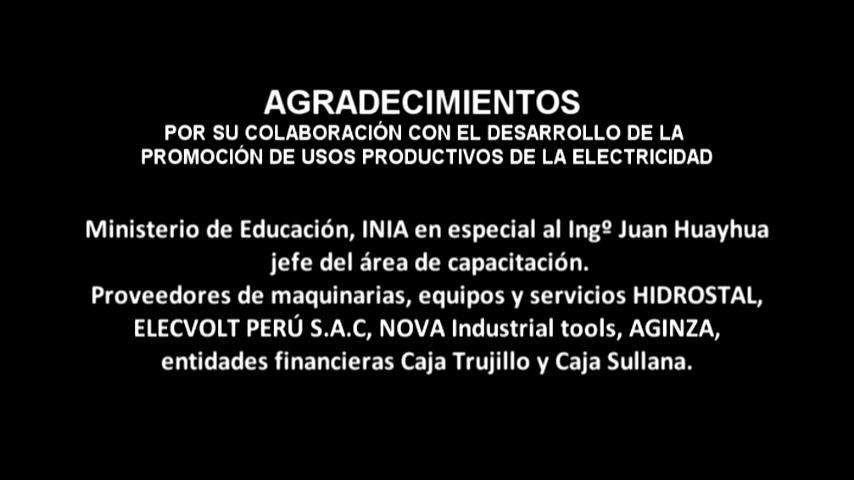 AGRADECIMIENTOS
POR SU COLABORACIÓN CON EL DESARROLLO DE LA
PROMOCIÓN DE USOS PRODUCTIVOS DE LA ELECTRICIDAD
Ministerio de Educación, INIA en especial al Ingº Juan Huayhua
jefe del área de capacitación.
Proveedores de maquinarias, equipos y servicios HIDROSTAL,
ELECVOLT PERÚ S.A.C, NOVA Industrial tools, AGINZA,
entidades financieras Caja Trujillo y Caja Sullana.